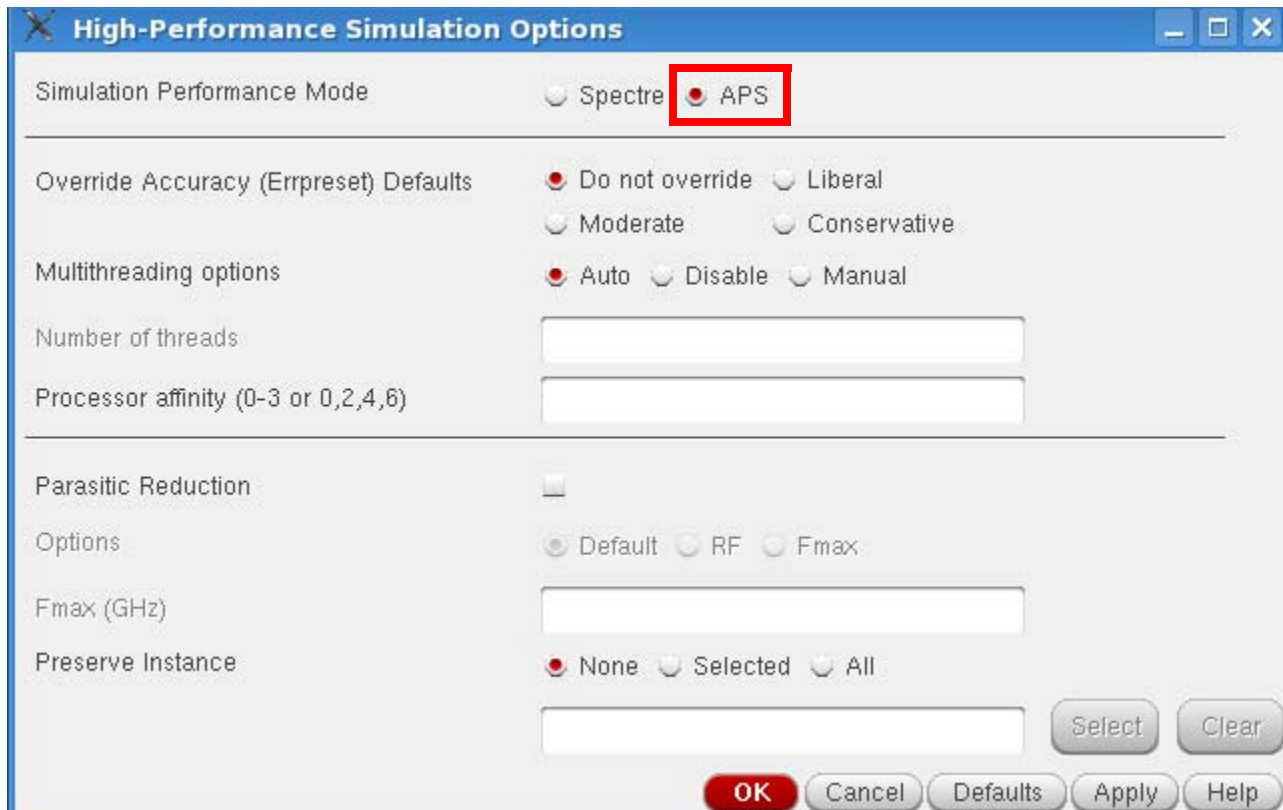 High-Performance Simulation Options
Simulation Performance Mode Spectre APS
Override Accuracy (Errpreset) Defaults Do not override Liberal
Moderate Conservative
Multithreading options Auto Disable Manual
Number of threads
Processor affinity (0-3 or 0,2,4,6)
Parasitic Reduction
Options Default RF Fmax
Fmax (GHz)
Preserve Instance None Selected All
Select Clear
OK Cancel Defaults Apply Help